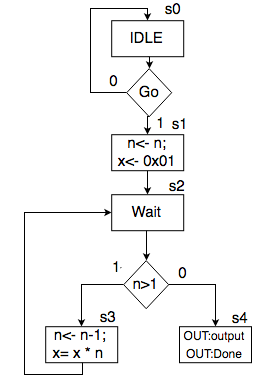 s0
IDLE
0
Go
1
s1
n<- n;
x<- 0x01
s2
Wait
1
n>1
0
s3
s4
n<- n-1;
x= x * n
OUT:output
OUT:Done